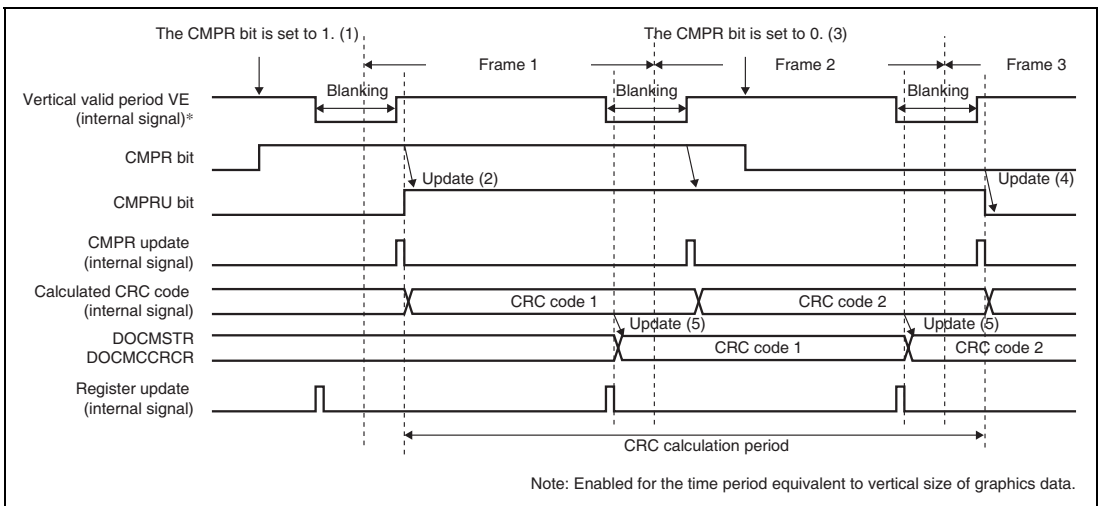 The CMPR bit is set to 1. (1)
The CMPR bit is set to 0. (3)
Frame 1
Frame 2
Frame 3
Vertical valid period VE
(internal signal)*
Blanking
Blanking
Blanking
CMPR bit
Update (2)
Update (4)
CMPRU bit
CMPR update
(internal signal)
Calculated CRC code
(internal signal)
CRC code 1
CRC code 2
Update (5)
Update (5)
DOCMSTR
DOCMCCRCR
CRC code 1
CRC code 2
Register update
(internal signal)
CRC calculation period
Note: Enabled for the time period equivalent to vertical size of graphics data.